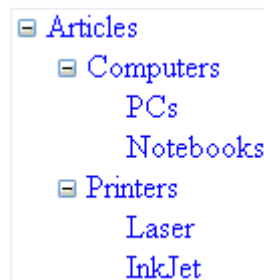 Articles
Computers
PCs
Notebooks
Printers
Laser
InkJet